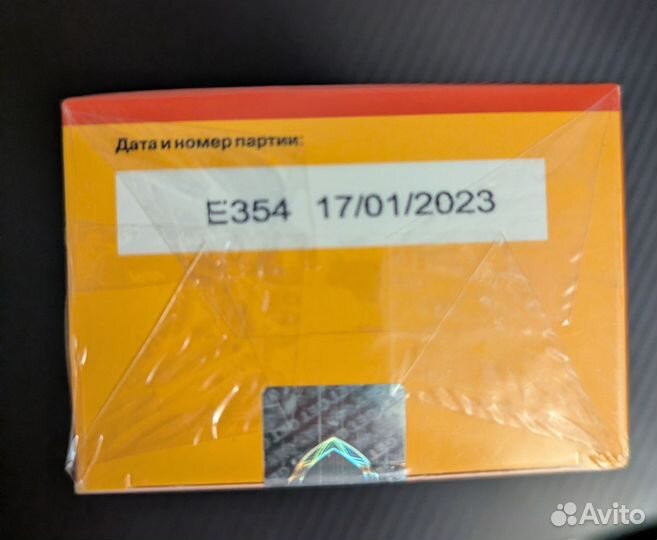 Дата и номер партии:
E354 17/01/2023
Avito